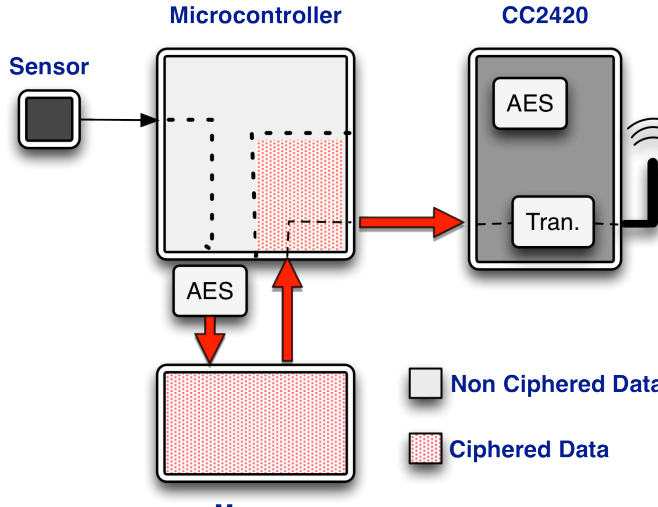 Microcontroller
CC2420
Sensor
AES
Tran.
AES
Non Ciphered Data
Ciphered Data